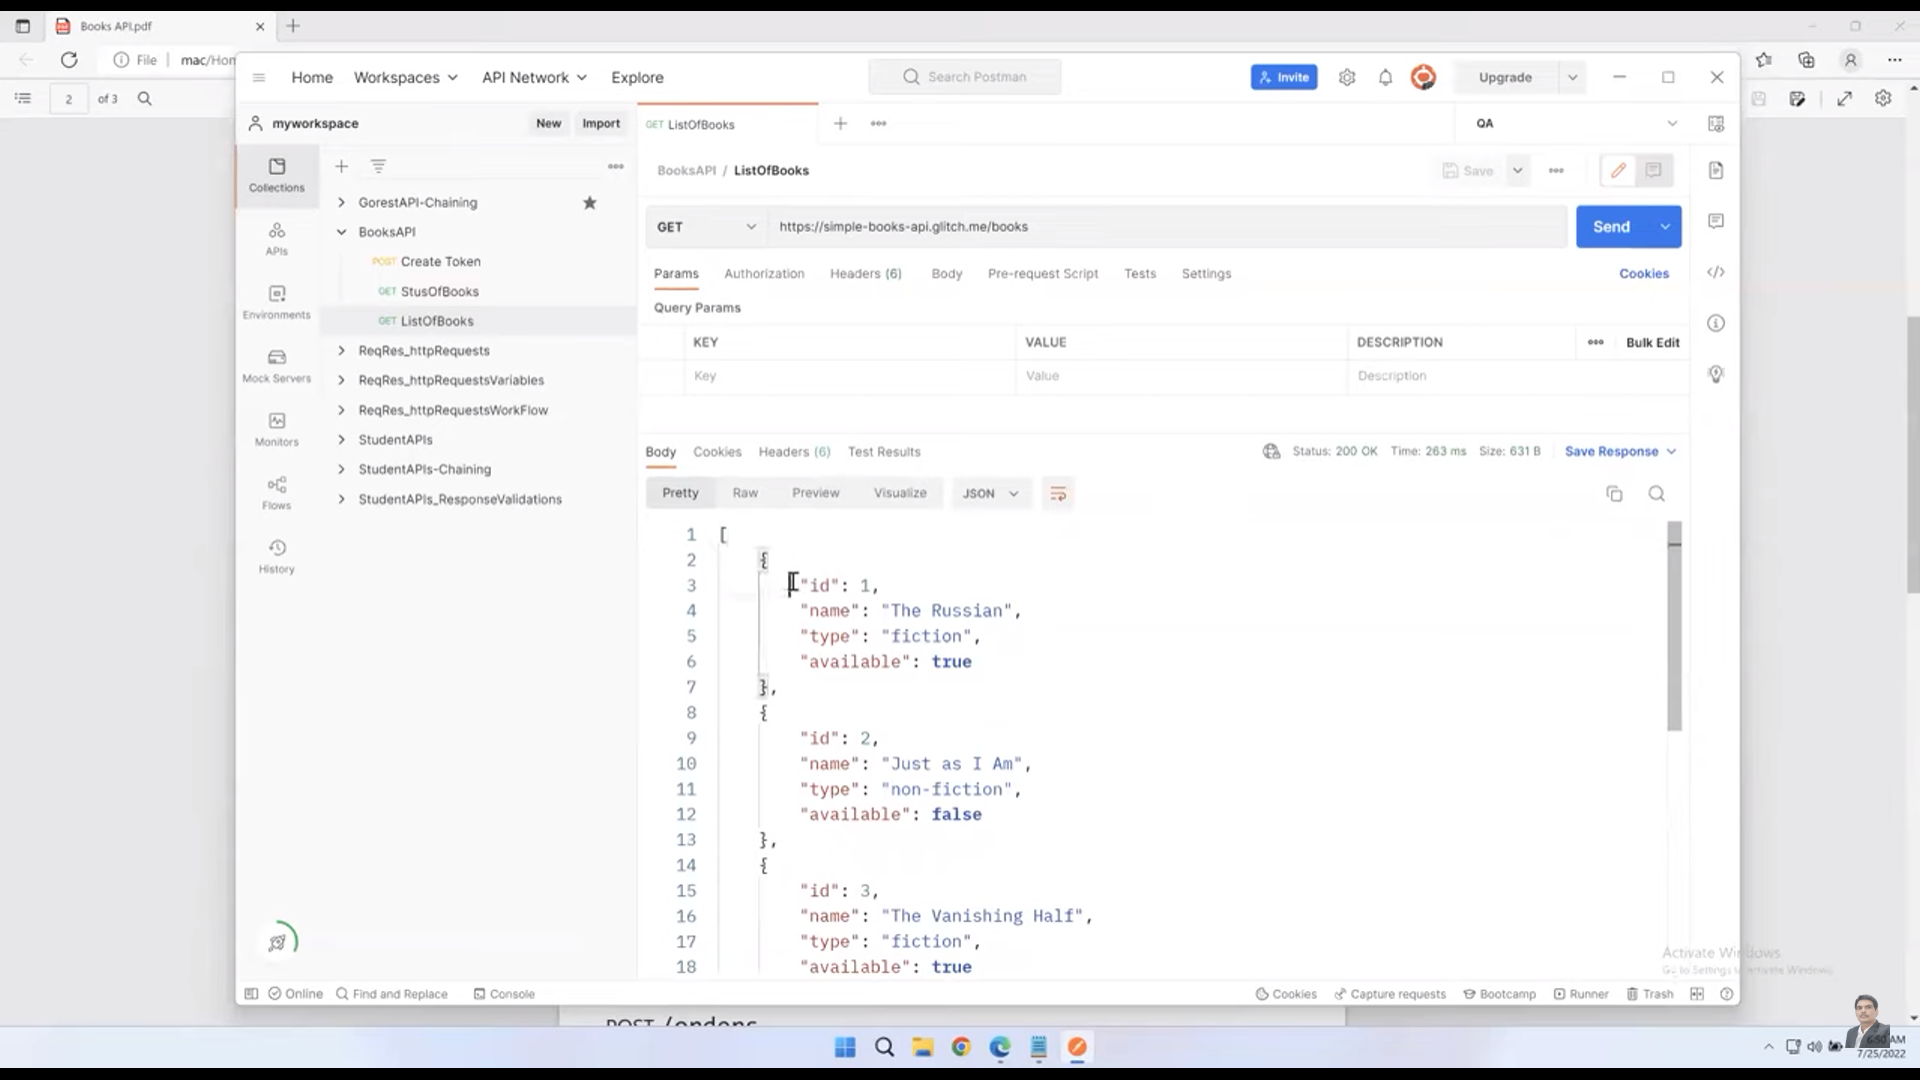 Books API.pdf
File mac/Hom
2 of 3
Home Workspaces API Network Explore
Search Postman
Invite
Upgrade
myworkspace
New Import
GET ListOfBooks
QA
Collections
APIs
Environments
Mock Servers
Monitors
Flows
History
GorestAPI-Chaining
BooksAPI
POST Create Token
GET StusOfBooks
GET ListOfBooks
ReqRes_httpRequests
ReqRes_httpRequestsVariables
ReqRes_httpRequestsWorkFlow
StudentAPIs
StudentAPIs-Chaining
StudentAPIs_ResponseValidations
BooksAPI / ListOfBooks
Save
GET https://simple-books-api.glitch.me/books
Send
Params Authorization Headers (6) Body Pre-request Script Tests Settings
Cookies
Query Params
KEY VALUE DESCRIPTION
Bulk Edit
Key Value Description
Body Cookies Headers (6) Test Results
Status: 200 OK Time: 263 ms Size: 631 B Save Response
Pretty Raw Preview Visualize JSON
1 [
2 {
3 "id": 1,
4 "name": "The Russian",
5 "type": "fiction",
6 "available": true
7 },
8 {
9 "id": 2,
10 "name": "Just as I Am",
11 "type": "non-fiction",
12 "available": false
13 },
14 {
15 "id": 3,
16 "name": "The Vanishing Half",
17 "type": "fiction",
18 "available": true
Activate Windows
Go to Settings to activate Windows.
Online Find and Replace Console
Cookies Capture requests Bootcamp Runner Trash
POST /orders
AM
7/25/2022